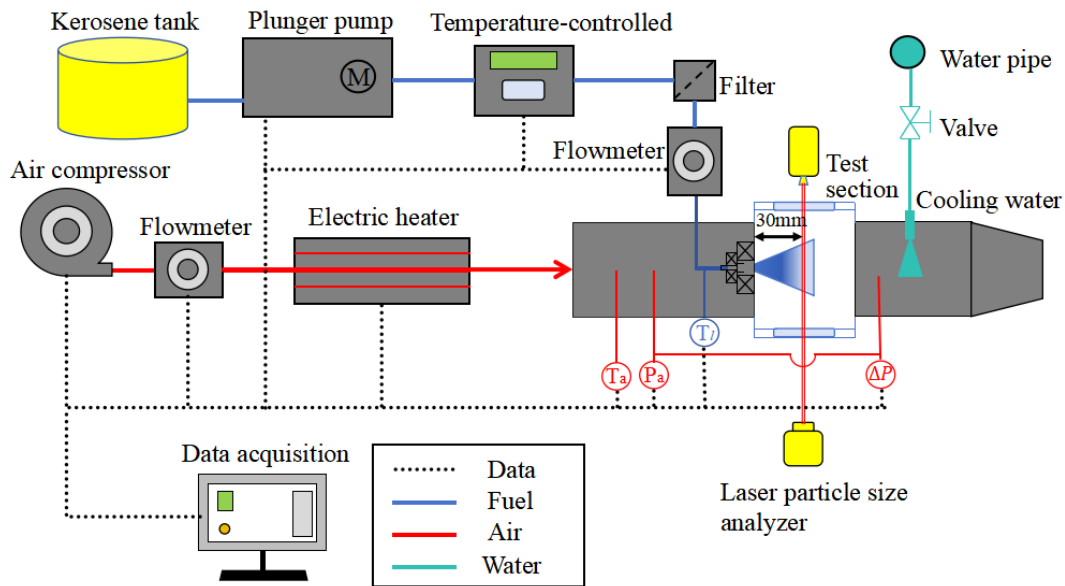 Kerosene tank
Plunger pump
Temperature-controlled
M
Filter
Water pipe
Valve
Flowmeter
Test
section
Air compressor
Flowmeter
Electric heater
Cooling water
30mm
Tl
Ta
Pa
ΔP
Data acquisition
Data
Fuel
Air
Water
Laser particle size
analyzer